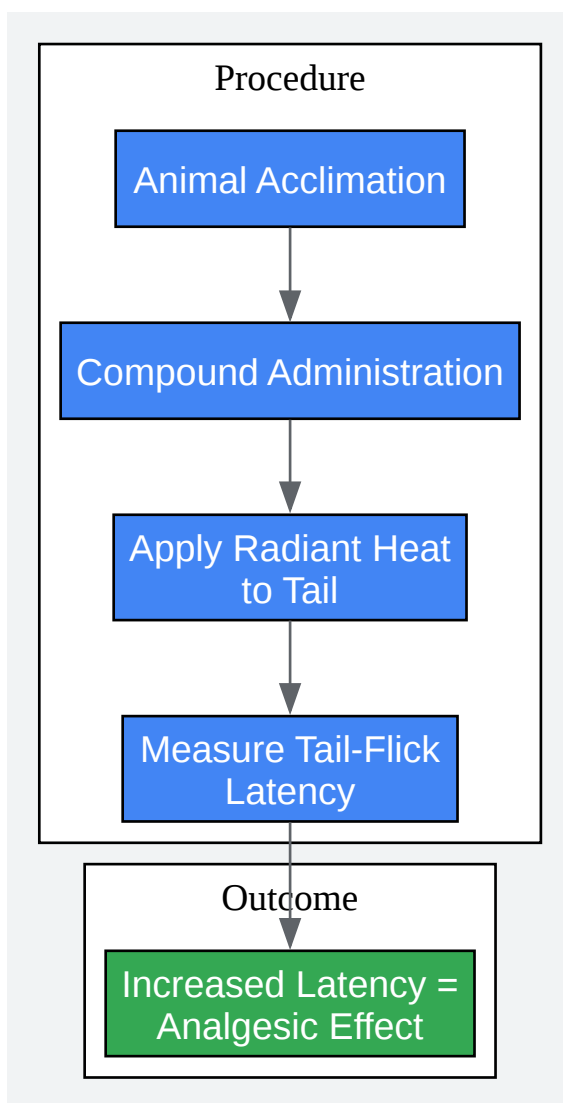 Procedure
Animal Acclimation
Compound Administration
Apply Radiant Heat
to Tail
Measure Tail-Flick
Latency
Outcome
Increased Latency =
Analgesic Effect